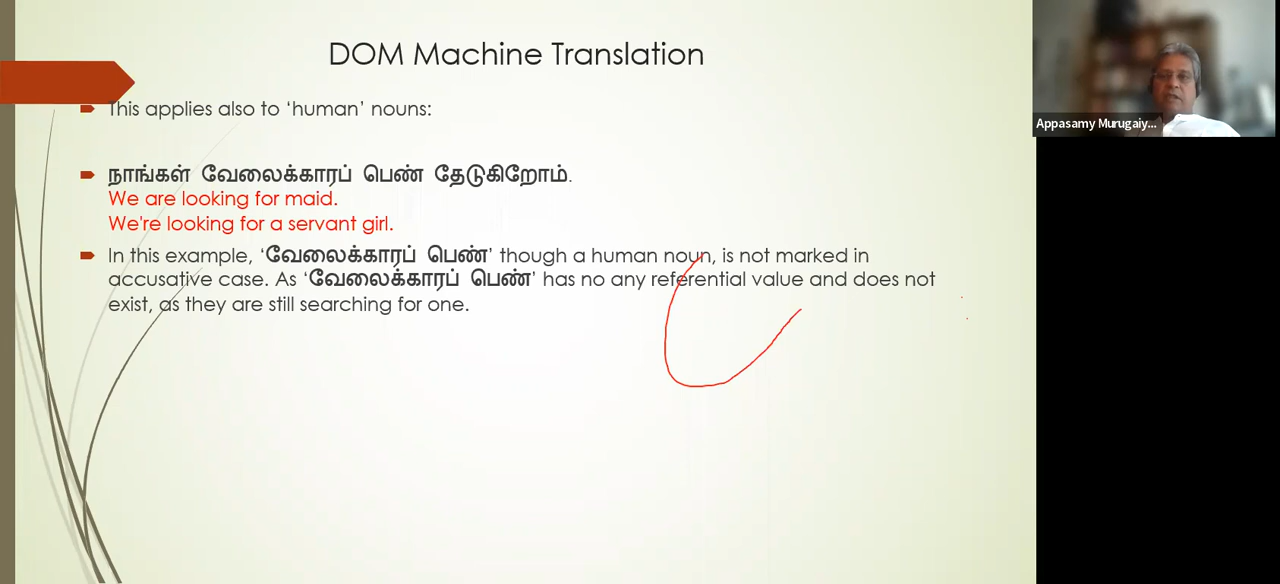 DOM Machine Translation
This applies also to ‘human’ nouns:
நாங்கள் வேலைக்காரப் பெண் தேடுகிறோம்.
We are looking for maid.
We're looking for a servant girl.
In this example, ‘வேலைக்காரப் பெண்’ though a human noun, is not marked in
accusative case. As ‘வேலைக்காரப் பெண்’ has no any referential value and does not
exist, as they are still searching for one.
Appasamy Murugaiy...